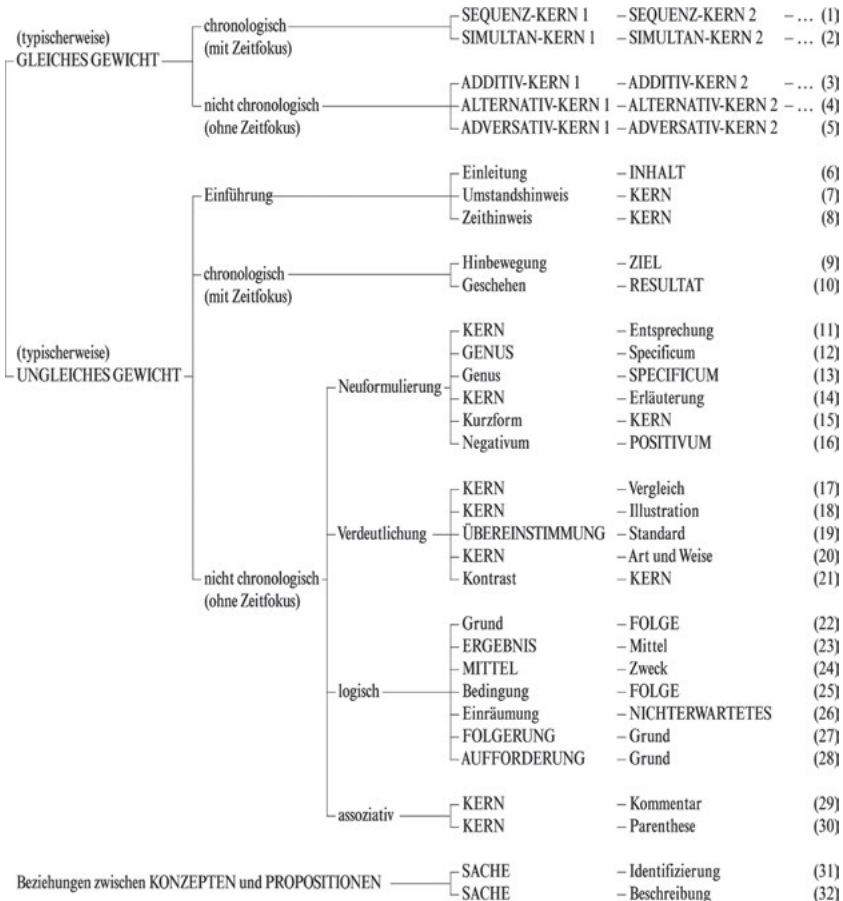 SEQUENZ-KERN 1 – SEQUENZ-KERN 2 – … (1)
chronologisch
(typischerweise)
(mit Zeitfokus)
SIMULTAN-KERN 1 – SIMULTAN-KERN 2 – … (2)
GLEICHES GEWICHT
ADDITIV-KERN 1 – ADDITIV-KERN 2 – … (3)
nicht chronologisch
ALTERNATIV-KERN 1 – ALTERNATIV-KERN 2 – … (4)
(ohne Zeitfokus)
ADVERSATIV-KERN 1 – ADVERSATIV-KERN 2 (5)
Einleitung – INHALT (6)
Einführung
Umstandshinweis – KERN (7)
Zeithinweis – KERN (8)
Hinbewegung – ZIEL (9)
chronologisch
Geschehen – RESULTAT (10)
(mit Zeitfokus)
KERN – Entsprechung (11)
(typischerweise)
GENUS – Specificum (12)
UNGLEICHES GEWICHT
Genus – SPECIFICUM (13)
Neuformulierung
KERN – Erläuterung (14)
Kurzform – KERN (15)
Negativum – POSITIVUM (16)
KERN – Vergleich (17)
KERN – Illustration (18)
Verdeutlichung
ÜBEREINSTIMMUNG – Standard (19)
KERN – Art und Weise (20)
nicht chronologisch
Kontrast – KERN (21)
(ohne Zeitfokus)
Grund – FOLGE (22)
ERGEBNIS – Mittel (23)
MITTEL – Zweck (24)
logisch
Bedingung – FOLGE (25)
Einräumung – NICHTERWARTETES (26)
FOLGERUNG – Grund (27)
AUFFORDERUNG – Grund (28)
KERN – Kommentar (29)
assoziativ
KERN – Parenthese (30)
SACHE – Identifizierung (31)
Beziehungen zwischen KONZEPTEN und PROPOSITIONEN
SACHE – Beschreibung (32)